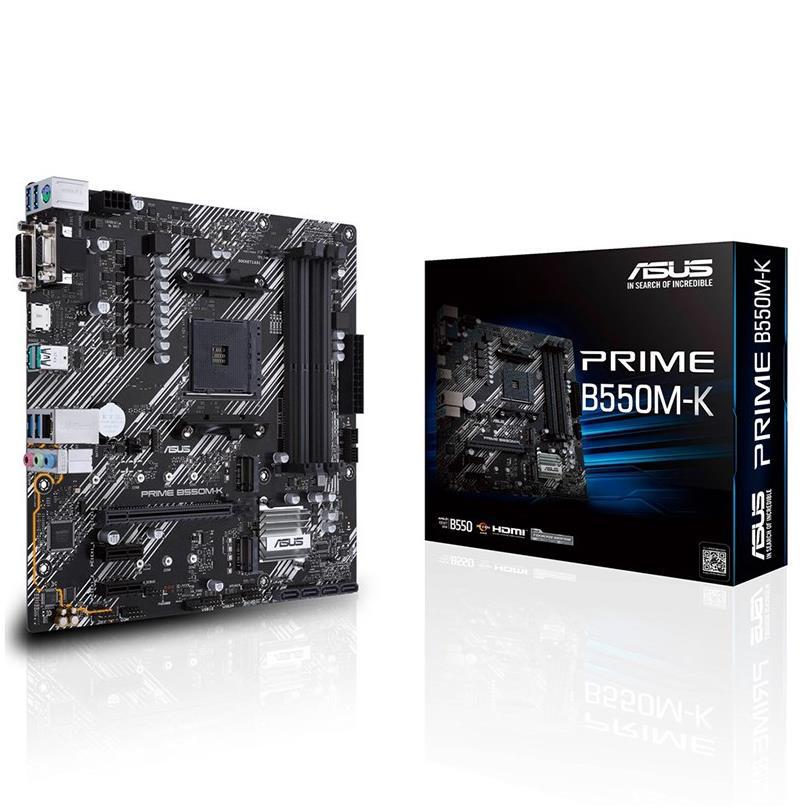 ASUS
PRIME B550M-K
ASUS
ASUS
IN SEARCH OF INCREDIBLE
PRIME
B550M-K
B550
HDMI
PRIME B550M-K
ASUS
IN SEARCH OF INCREDIBLE